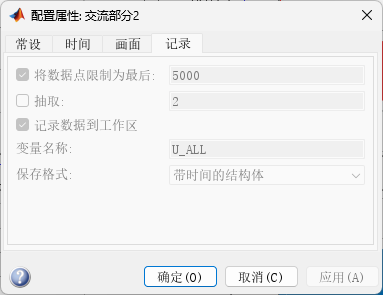 配置属性: 交流部分2
常设 时间 画面 记录
将数据点限制为最后: 5000
抽取: 2
记录数据到工作区
变量名称: U_ALL
保存格式: 带时间的结构体
确定(O) 取消(C) 应用(A)